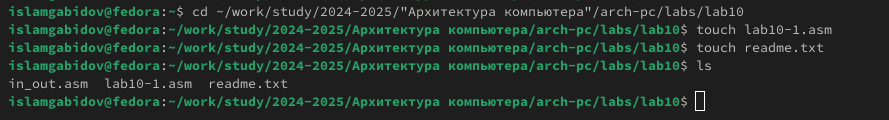 islamgabidov@fedora:~$ cd ~/work/study/2024-2025/"Архитектура компьютера"/arch-pc/labs/lab10
islamgabidov@fedora:~/work/study/2024-2025/Архитектура компьютера/arch-pc/labs/lab10$ touch lab10-1.asm
islamgabidov@fedora:~/work/study/2024-2025/Архитектура компьютера/arch-pc/labs/lab10$ touch readme.txt
islamgabidov@fedora:~/work/study/2024-2025/Архитектура компьютера/arch-pc/labs/lab10$ ls
in_out.asm  lab10-1.asm  readme.txt
islamgabidov@fedora:~/work/study/2024-2025/Архитектура компьютера/arch-pc/labs/lab10$